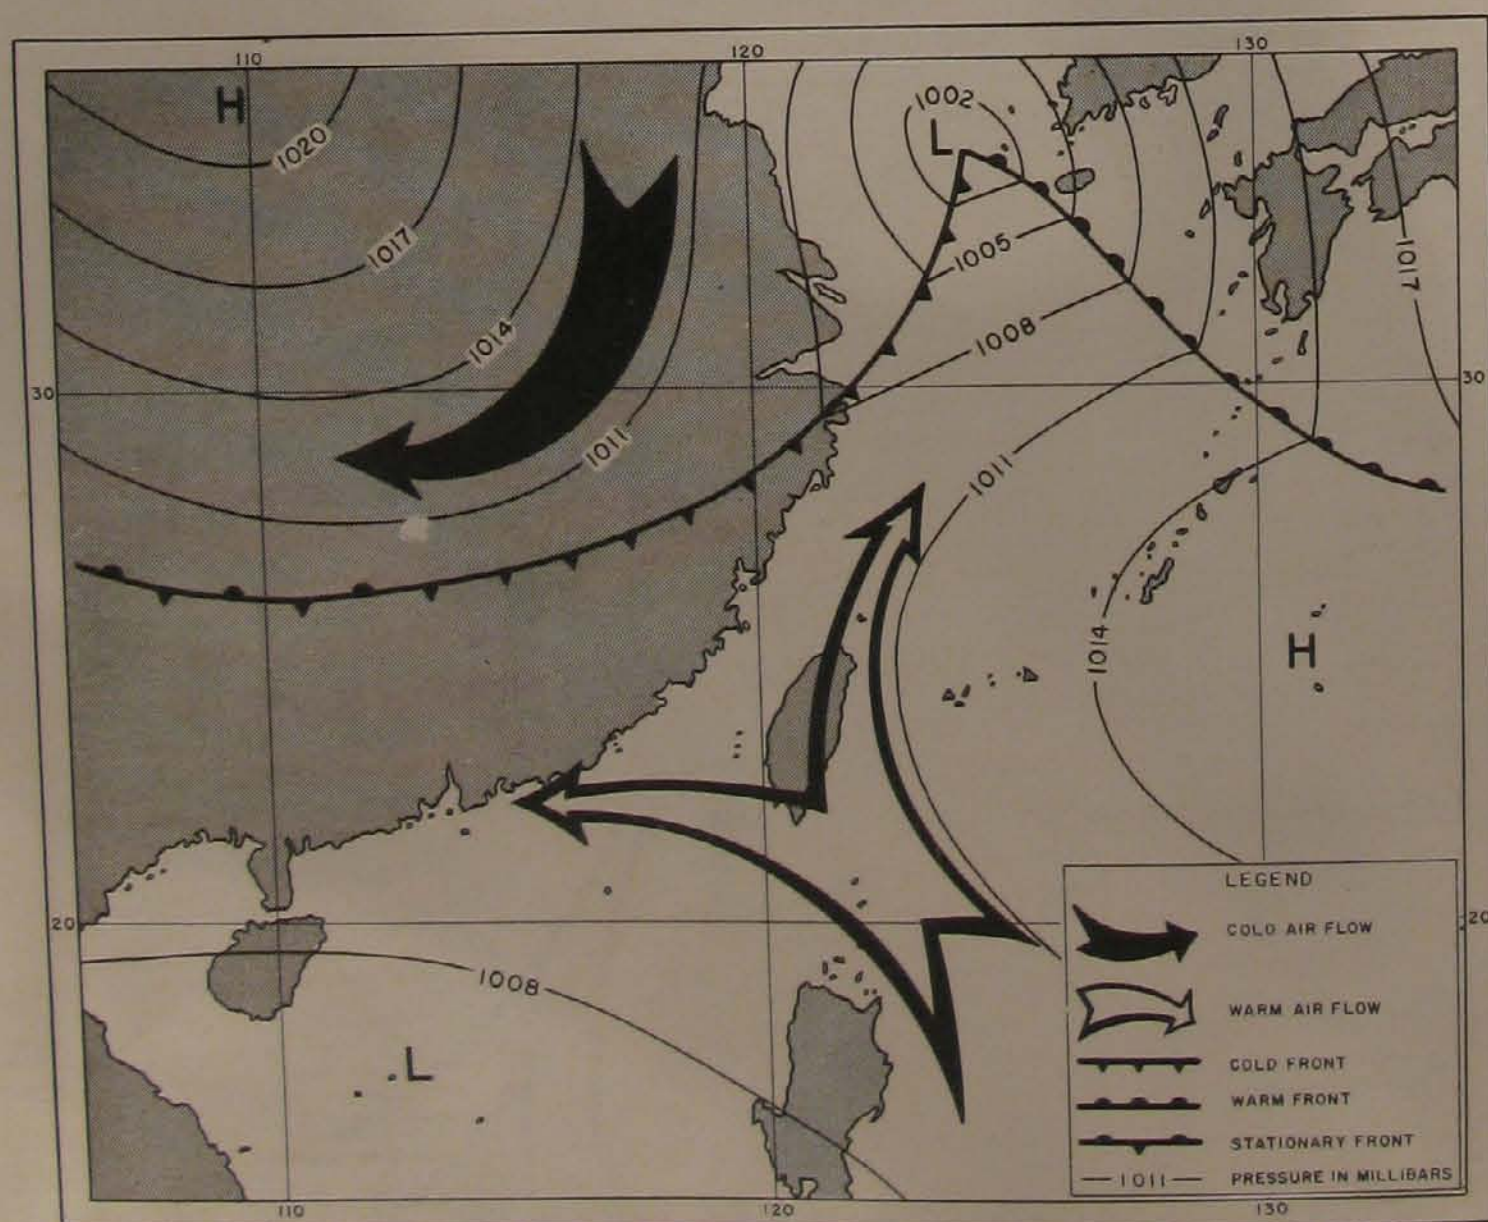 110
120
130
H
1002
L
1020
1017
1017
1005
1014
1008
30
30
1011
1011
1014
H
LEGEND
20
20
COLD AIR FLOW
1008
WARM AIR FLOW
L
COLD FRONT
WARM FRONT
STATIONARY FRONT
1011
PRESSURE IN MILLIBARS
110
120
130